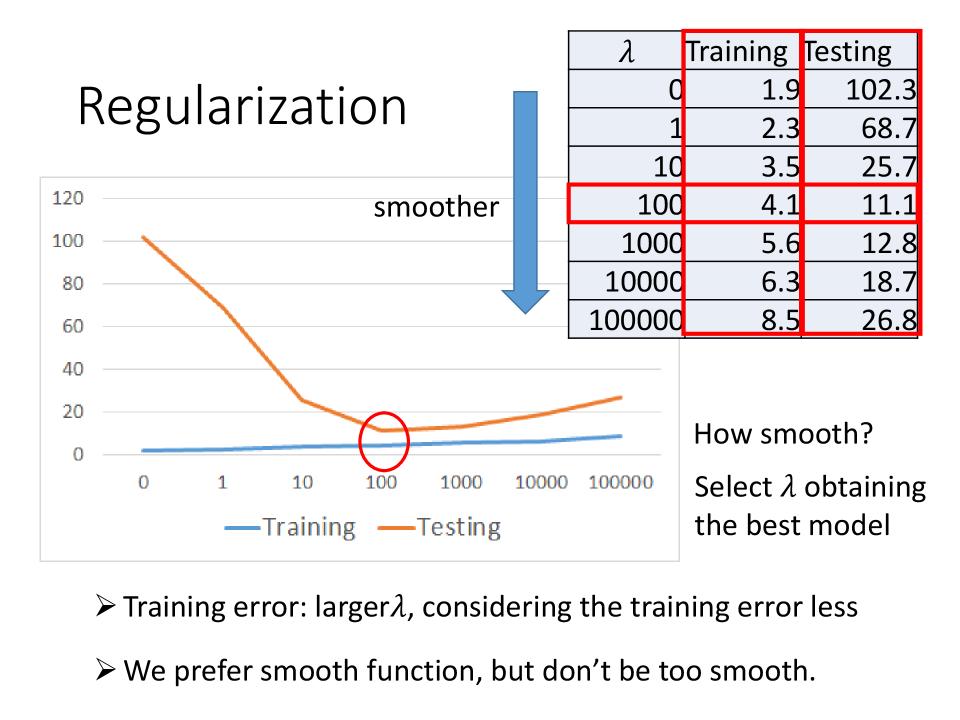 Regularization
𝜆 Training Testing
0 1.9 102.3
1 2.3 68.7
10 3.5 25.7
100 4.1 11.1
1000 5.6 12.8
10000 6.3 18.7
100000 8.5 26.8
smoother
120
100
80
60
40
20
0
0 1 10 100 1000 10000 100000
Training Testing
How smooth?
Select 𝜆 obtaining
the best model
➢ Training error: larger𝜆, considering the training error less
➢ We prefer smooth function, but don’t be too smooth.